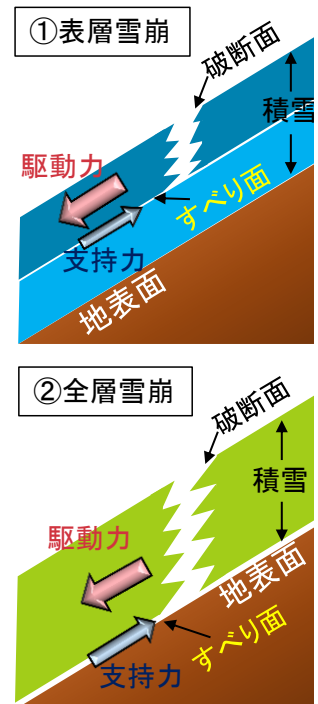 ①表層雪崩
破断面
積雪
駆動力
すべり面
支持力
地表面
②全層雪崩
破断面
積雪
駆動力
地表面
すべり面
支持力